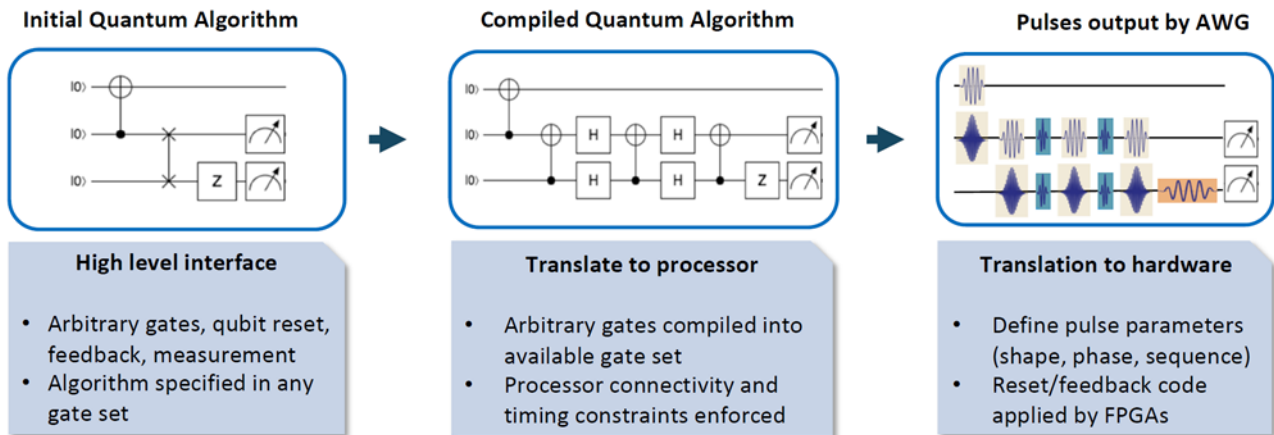 Initial Quantum Algorithm
Compiled Quantum Algorithm
Pulses output by AWG
|0⟩
|0⟩
|0⟩
Z
|0⟩
|0⟩
|0⟩
H
H
H
H
Z
High level interface
• Arbitrary gates, qubit reset,
feedback, measurement
• Algorithm specified in any
gate set
Translate to processor
• Arbitrary gates compiled into
available gate set
• Processor connectivity and
timing constraints enforced
Translation to hardware
• Define pulse parameters
(shape, phase, sequence)
• Reset/feedback code
applied by FPGAs